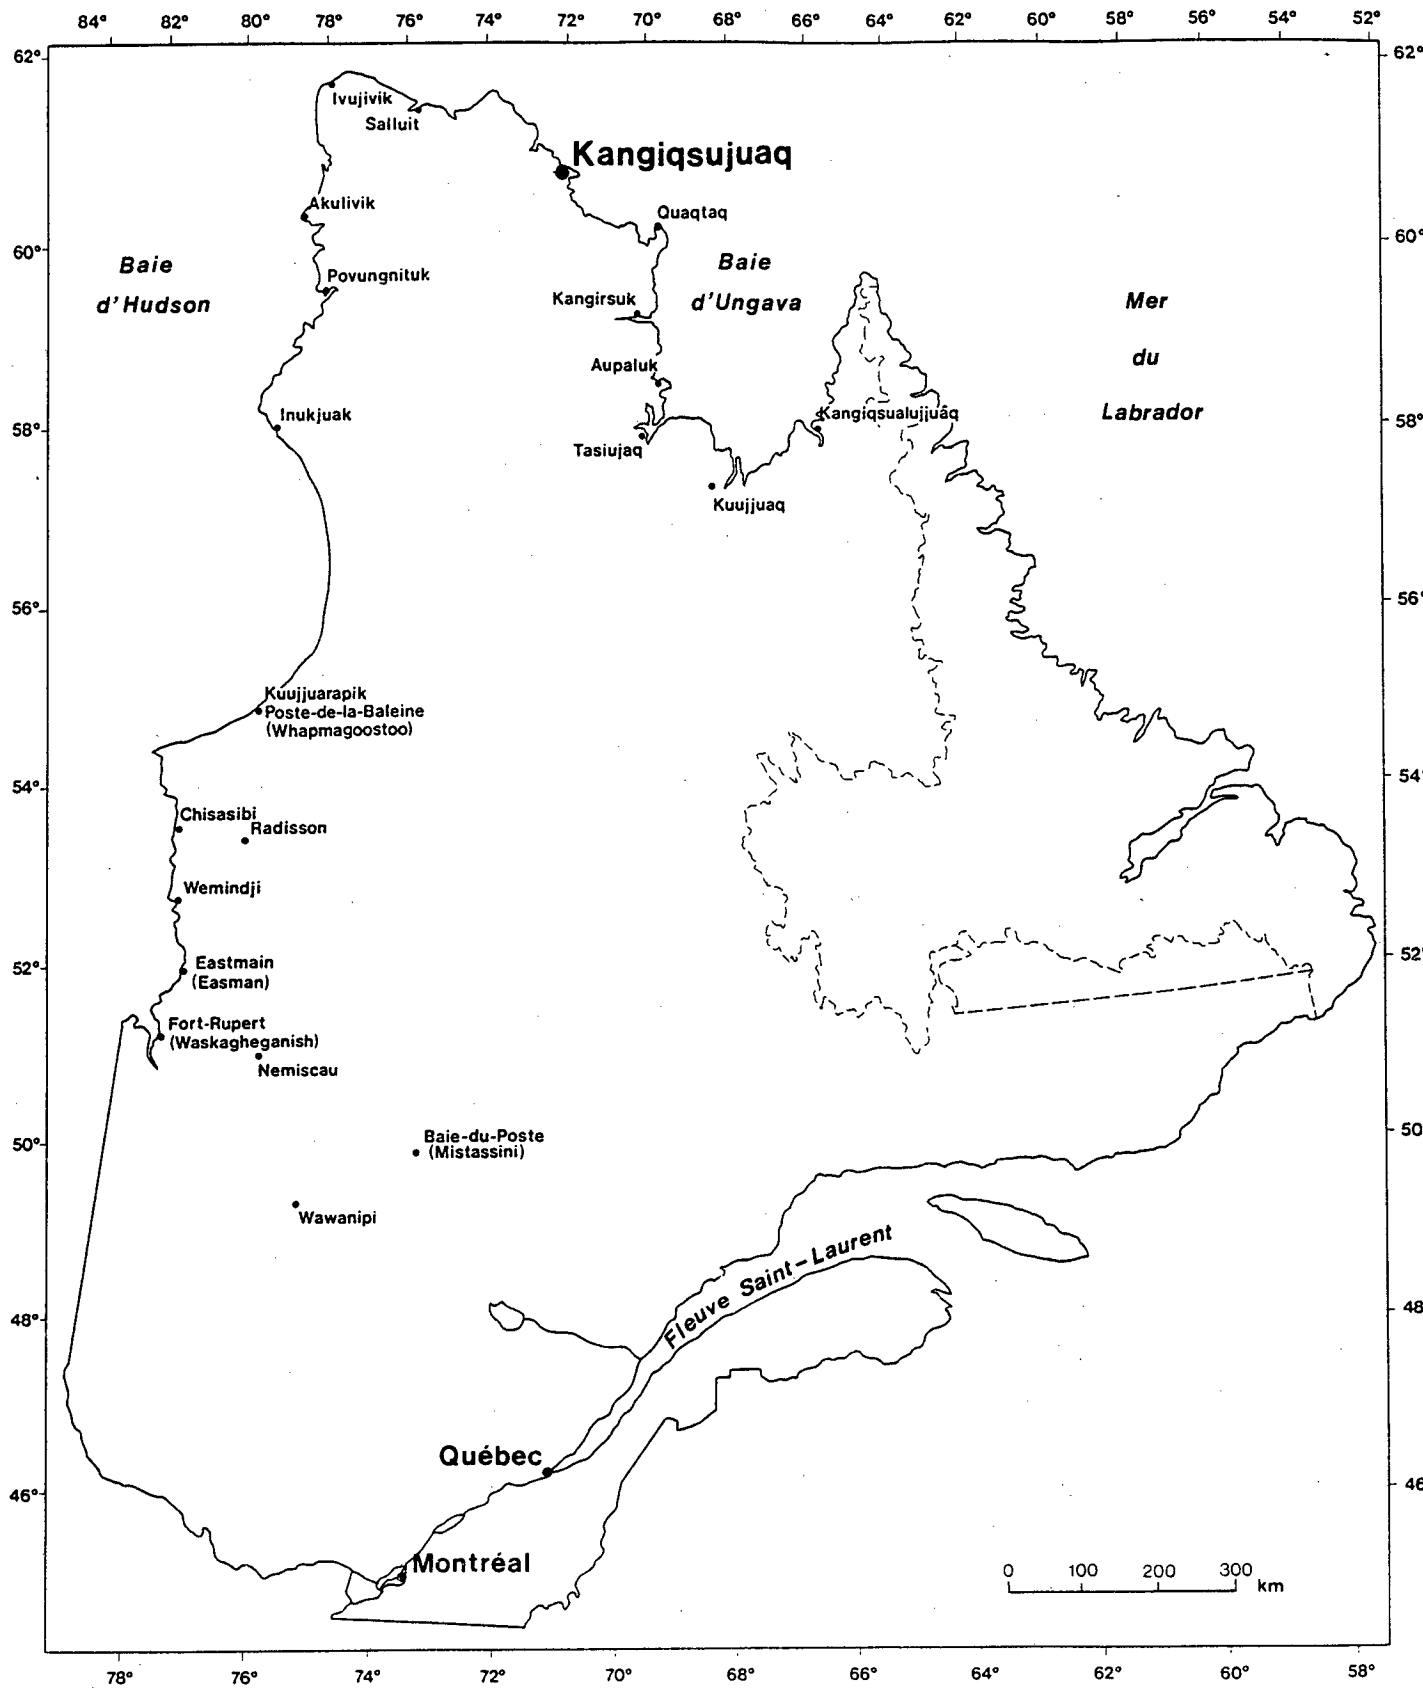 84° 82° 80° 78° 76° 74° 72° 70° 68° 66° 64° 62° 60° 58° 56° 54° 52°
62° 62°
Ivujivik
Salluit
Kangiqsujuaq
Akulivik
Quaqtaq
60° 60°
Baie
d'Hudson
Baie
d'Ungava
Povungnituk
Kangirsuk
Mer
du
Labrador
Aupaluk
Inukjuak
Kangiqsualujjuaq
58° 58°
Tasiujaq
Kuujjuaq
56° 56°
Kuujjuarapik
Poste-de-la-Baleine
(Whapmagoostoo)
54° 54°
Chisasibi
Radisson
Wemindji
52° 52°
Eastmain
(Easman)
Fort-Rupert
(Waskagheganish)
Nemiscau
50° 50
Baie-du-Poste
(Mistassini)
Wawanipi
Fleuve Saint-Laurent
48° 48
Québec
46° 46
Montréal
0 100 200 300 km
78° 76° 74° 72° 70° 68° 66° 64° 62° 60° 58°